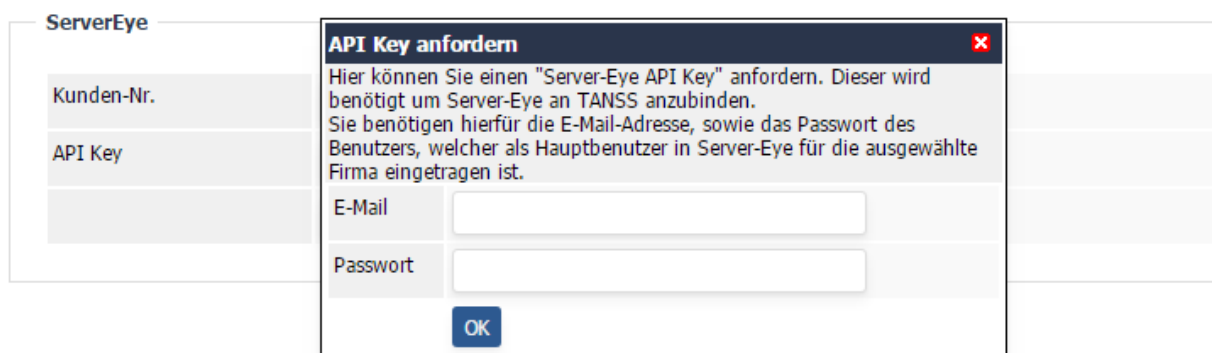 ServerEye
API Key anfordern
Hier können Sie einen "Server-Eye API Key" anfordern. Dieser wird
benötigt um Server-Eye an TANSS anzubinden.
Sie benötigen hierfür die E-Mail-Adresse, sowie das Passwort des
Benutzers, welcher als Hauptbenutzer in Server-Eye für die ausgewählte
Firma eingetragen ist.
Kunden-Nr.
API Key
E-Mail
Passwort
OK